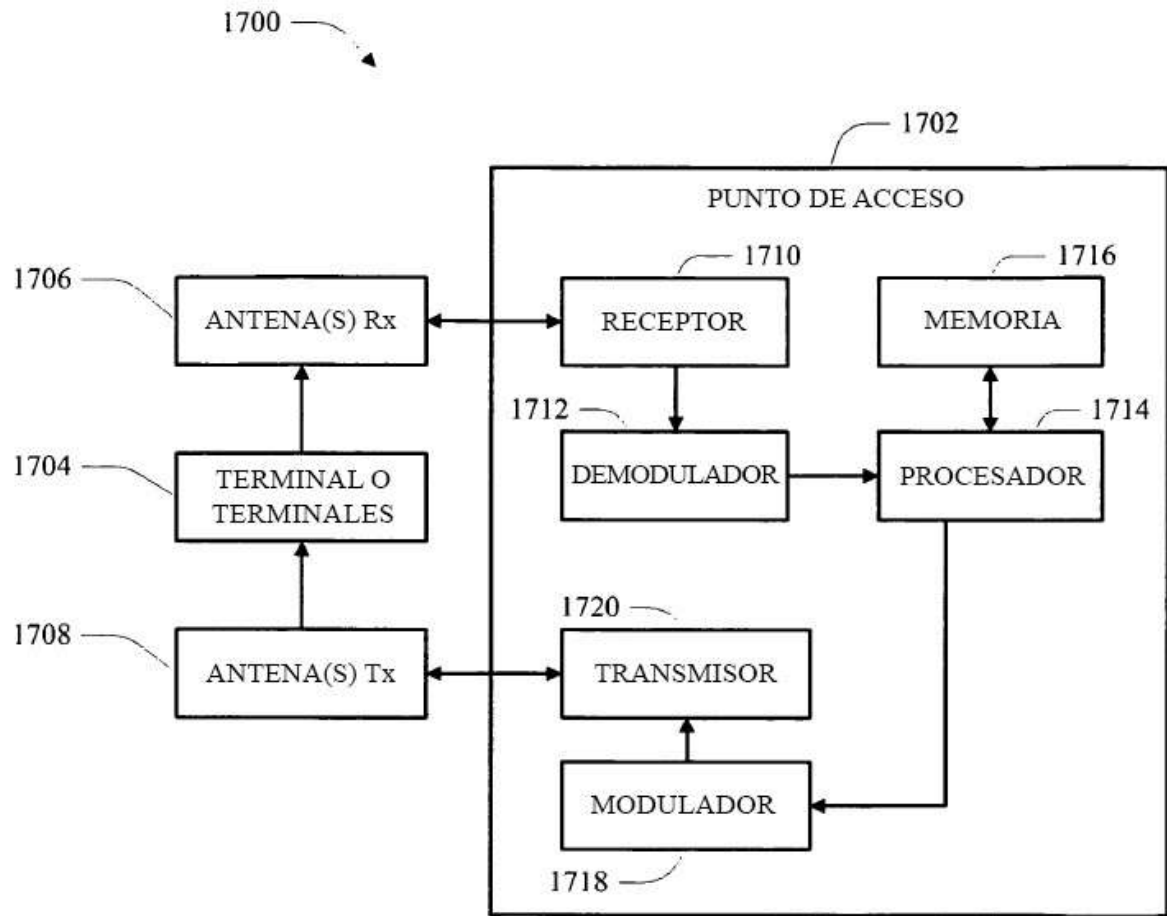 1700
1702
PUNTO DE ACCESO
1706
ANTENA(S) Rx
1710
RECEPTOR
1716
MEMORIA
1704
TERMINAL O
TERMINALES
1712
DEMODULADOR
1714
PROCESADOR
1708
ANTENA(S) Tx
1720
TRANSMISOR
MODULADOR
1718